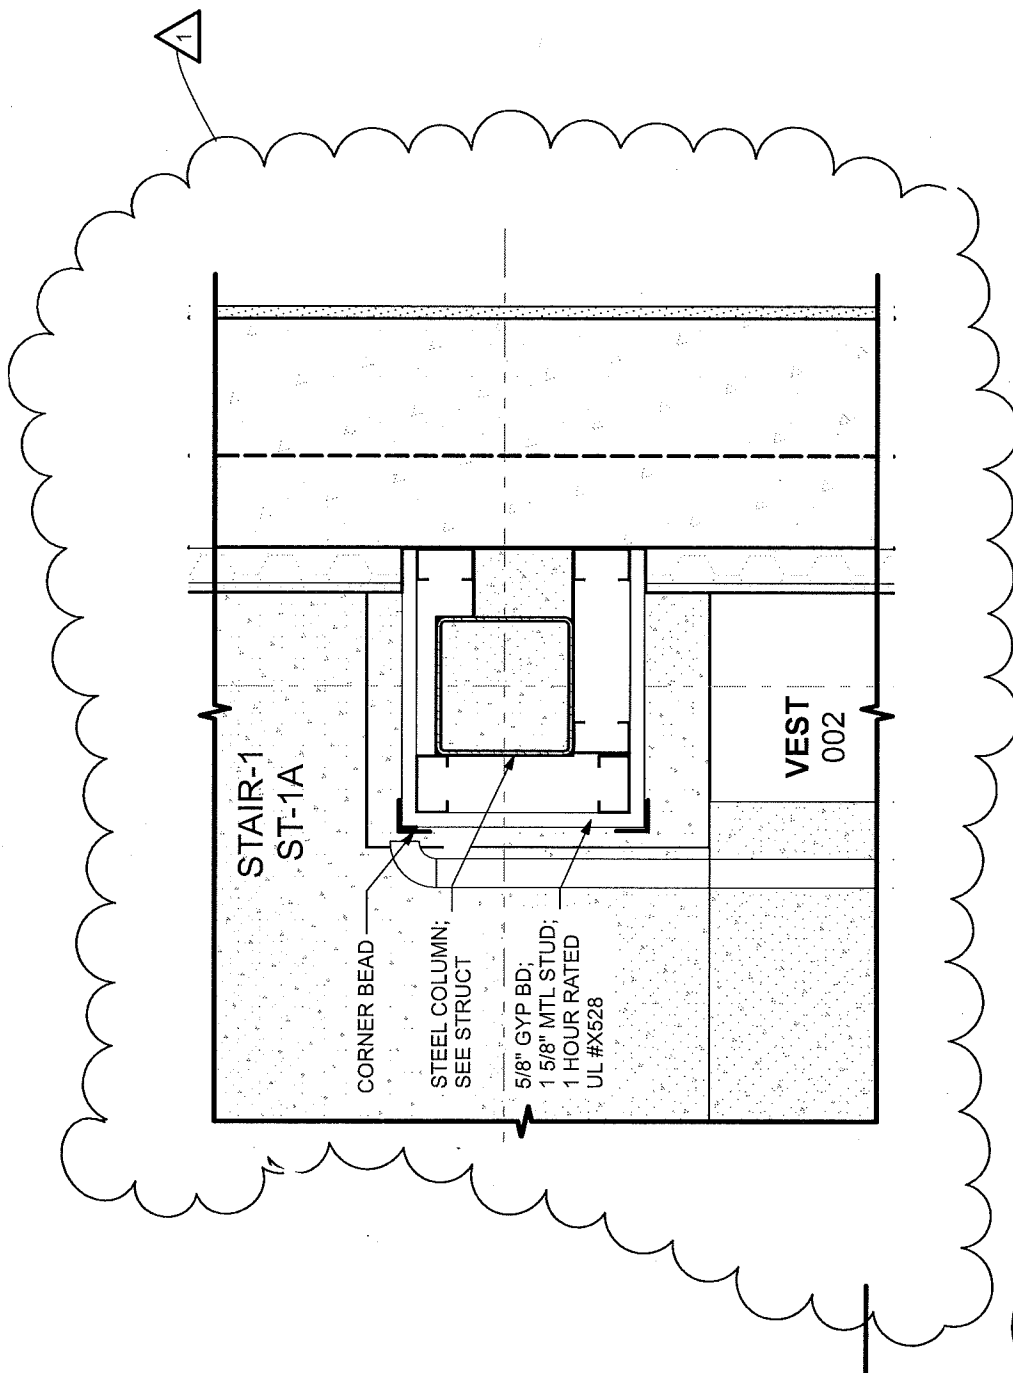 1
STAIR-1
ST-1A
CORNER BEAD
STEEL COLUMN;
SEE STRUCT
5/8" GYP BD;
1 5/8" MTL STUD;
1 HOUR RATED
UL #X528
VEST
002